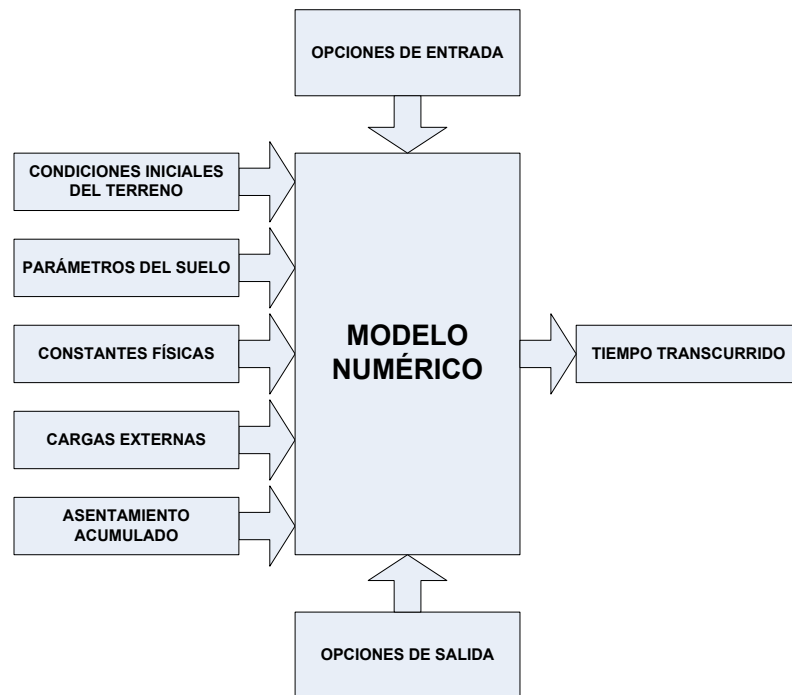 OPCIONES DE ENTRADA
CONDICIONES INICIALES
DEL TERRENO
PARÁMETROS DEL SUELO
CONSTANTES FÍSICAS
CARGAS EXTERNAS
ASENTAMIENTO
ACUMULADO
MODELO
NUMÉRICO
TIEMPO TRANSCURRIDO
OPCIONES DE SALIDA